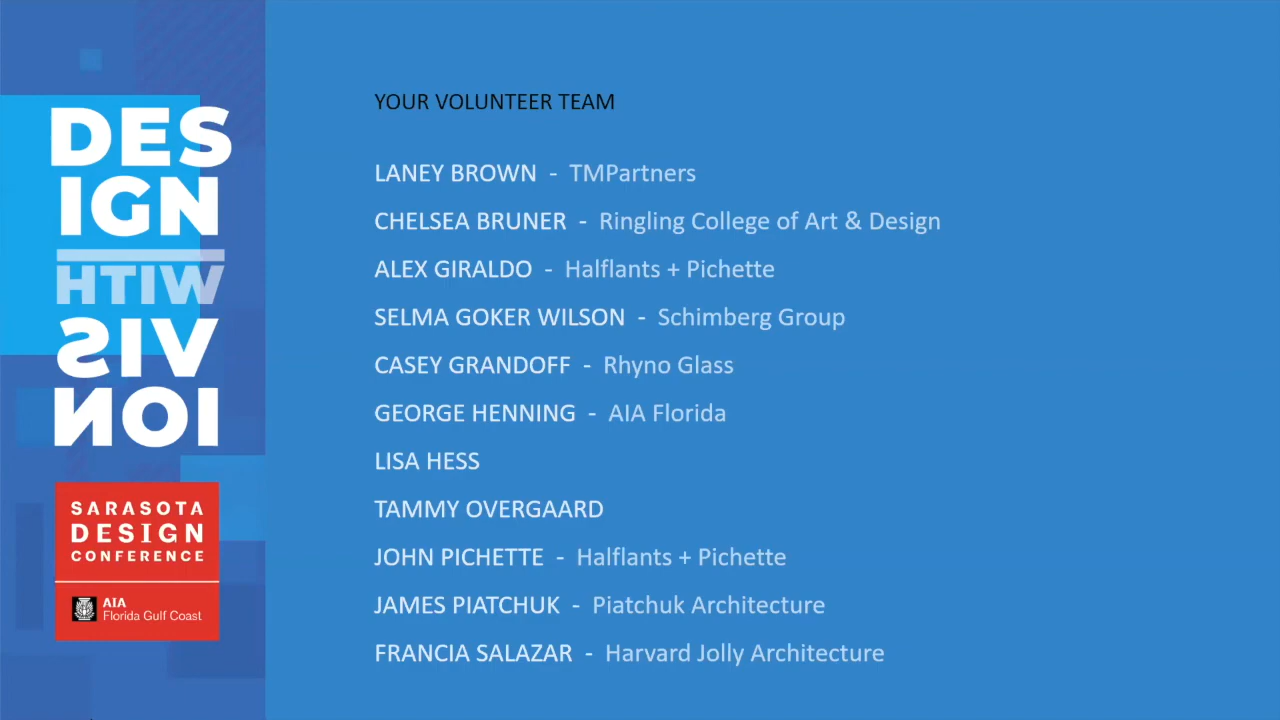 DES
IGN
WITH
VIS
ION
SARASOTA
DESIGN
CONFERENCE
AIA
Florida Gulf Coast
YOUR VOLUNTEER TEAM
LANEY BROWN - TMPartners
CHELSEA BRUNER - Ringling College of Art & Design
ALEX GIRALDO - Halflants + Pichette
SELMA GOKER WILSON - Schimberg Group
CASEY GRANDOFF - Rhyno Glass
GEORGE HENNING - AIA Florida
LISA HESS
TAMMY OVERGAARD
JOHN PICHETTE - Halflants + Pichette
JAMES PIATCHUK - Piatchuk Architecture
FRANCIA SALAZAR - Harvard Jolly Architecture